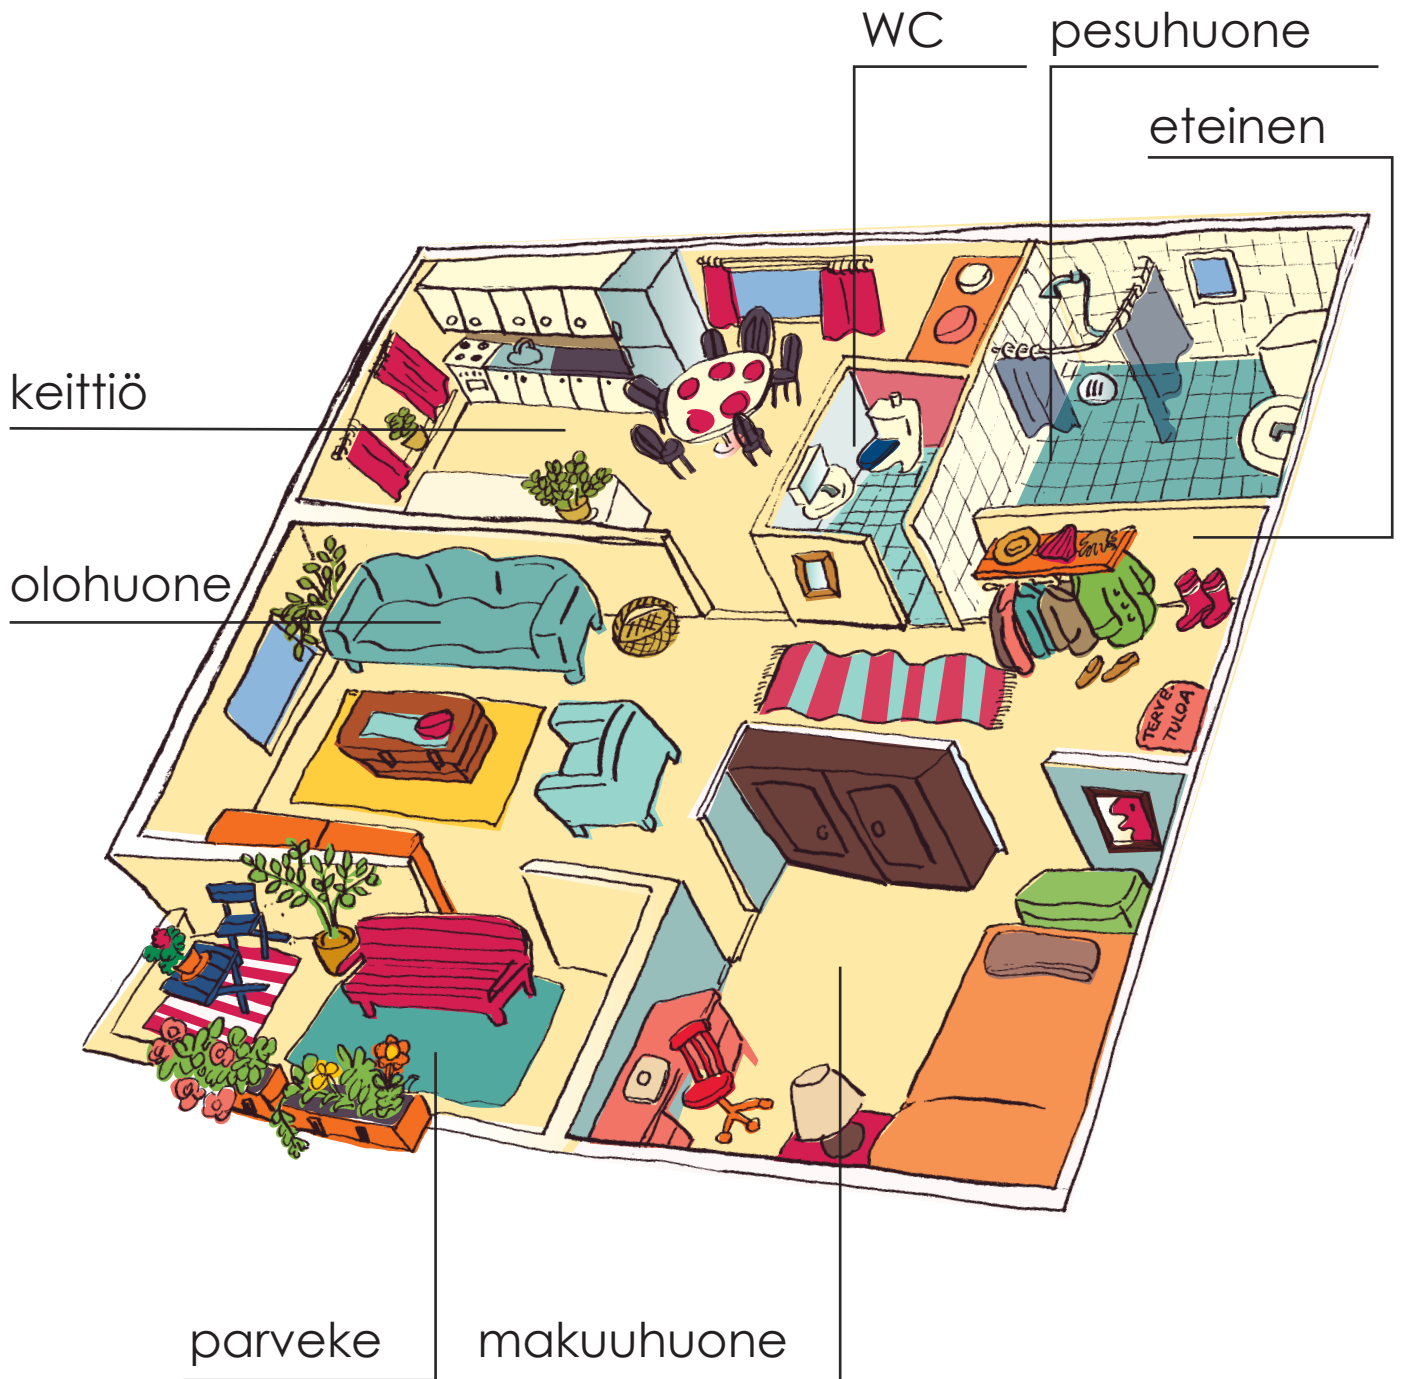 WC
pesuhuone
eteinen
keittiö
olohuone
TERVE-
TULOA
parveke
makuuhuone